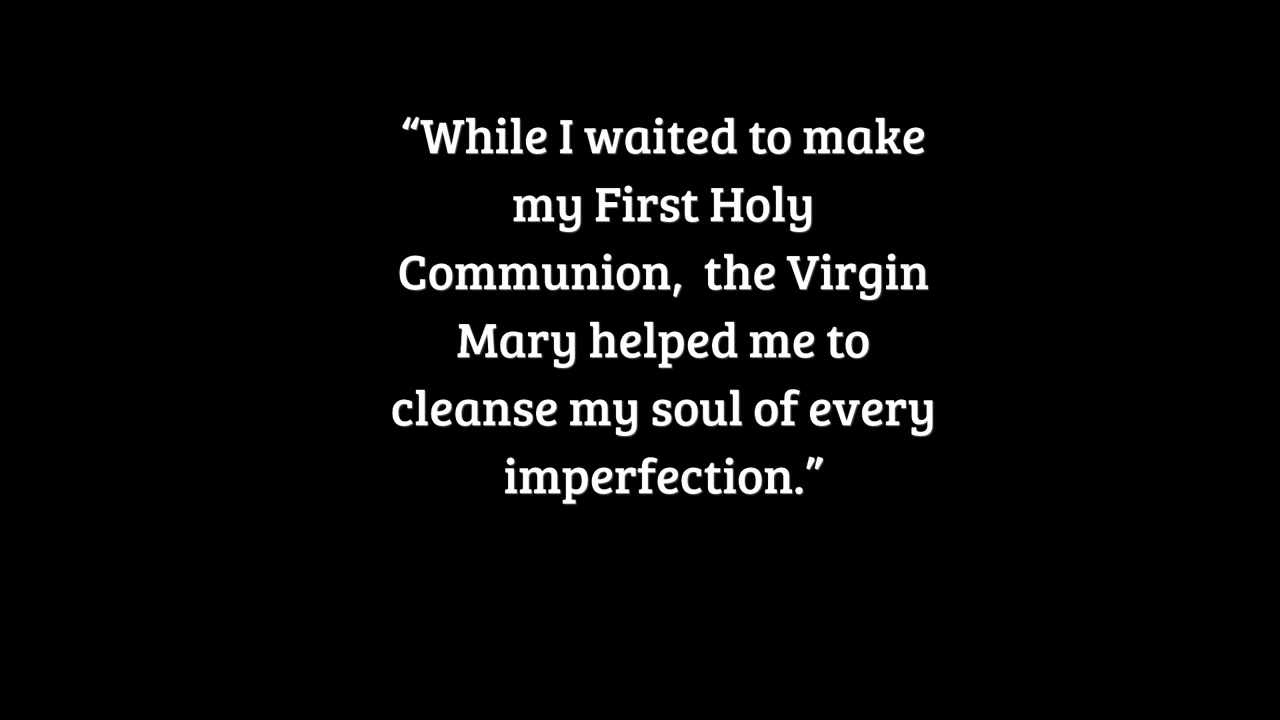 “While I waited to make
my First Holy
Communion,  the Virgin
Mary helped me to
cleanse my soul of every
imperfection.”